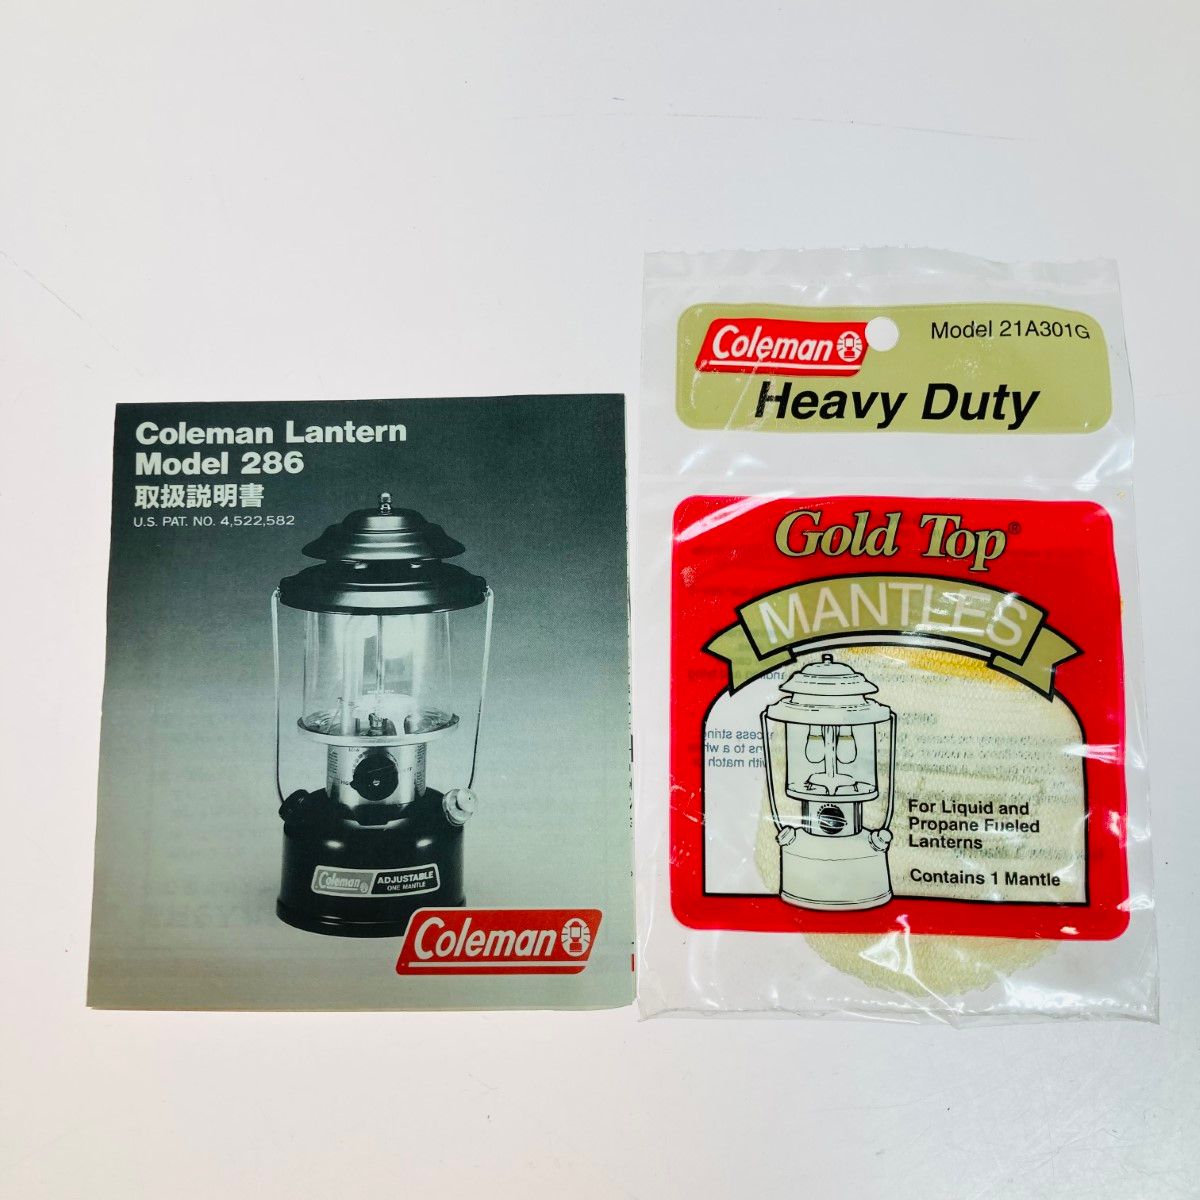 Coleman Lantern
Model 286
取扱説明書
U.S. PAT. NO. 4,522,582
Coleman ADJUSTABLE
ONE MANTLE
Coleman
Coleman
Model 21A301G
Heavy Duty
Gold Top®
MANTLES
For Liquid and
Propane Fueled
Lanterns
Contains 1 Mantle